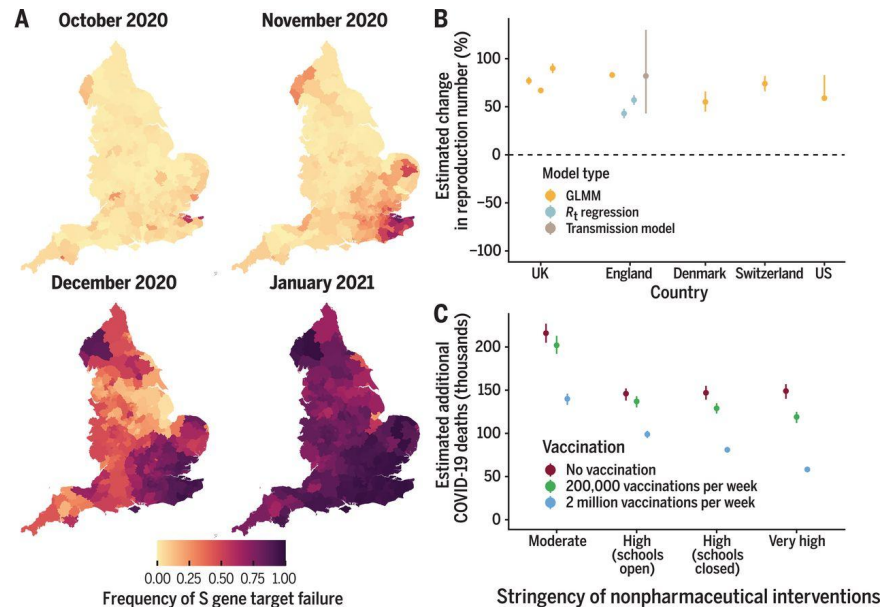 A
October 2020
November 2020
December 2020
January 2021
0.00 0.25 0.50 0.75 1.00
Frequency of S gene target failure
B
Estimated change
in reproduction number (%)
100
50
0
−50
−100
Model type
GLMM
Rt regression
Transmission model
UK
England
Denmark
Switzerland
US
Country
C
Estimated additional
COVID-19 deaths (thousands)
200
150
100
50
0
Vaccination
No vaccination
200,000 vaccinations per week
2 million vaccinations per week
Moderate
High
(schools
open)
High
(schools
closed)
Very high
Stringency of nonpharmaceutical interventions